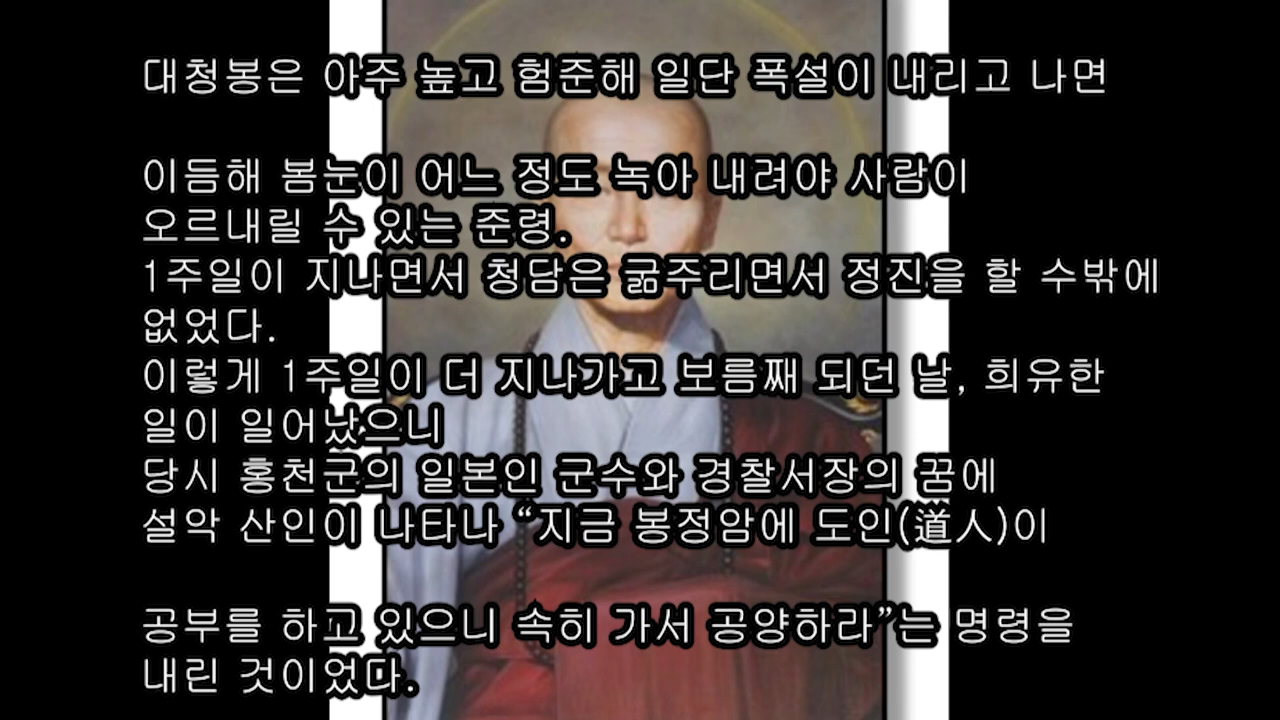 대청봉은 아주 높고 험준해 일단 폭설이 내리고 나면
이듬해 봄눈이 어느 정도 녹아 내려야 사람이
오르내릴 수 있는 준령.
1주일이 지나면서 청담은 굶주리면서 정진을 할 수밖에
없었다.
이렇게 1주일이 더 지나가고 보름째 되던 날, 희유한
일이 일어났으니
당시 홍천군의 일본인 군수와 경찰서장의 꿈에
설악 산인이 나타나 “지금 봉정암에 도인(道人)이
공부를 하고 있으니 속히 가서 공양하라”는 명령을
내린 것이었다.